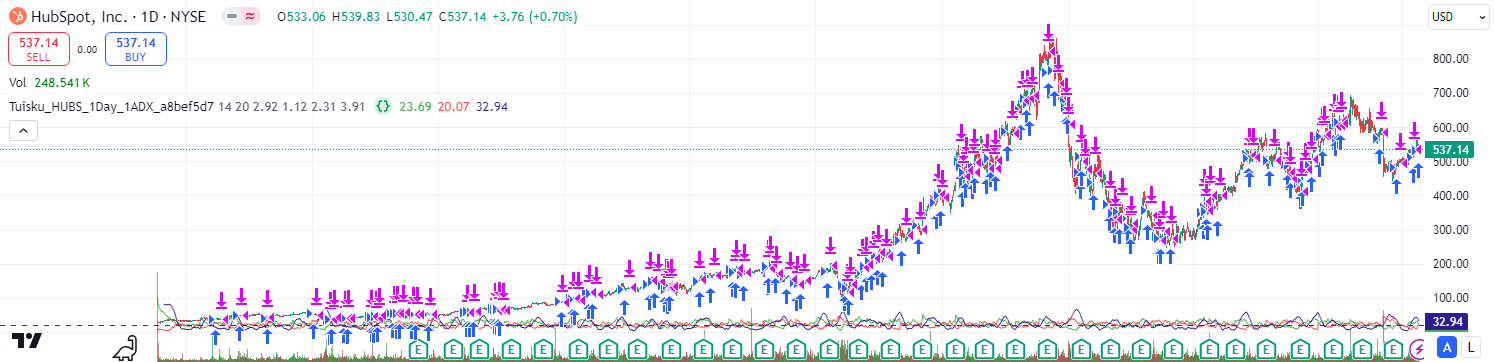 HubSpot, Inc. · 1D · NYSE O533.06 H539.83 L530.47 C537.14 +3.76 (+0.70%) USD
537.14 SELL 0.00 537.14 BUY
Vol 248.541 K
Tuisku_HUBS_1Day_1ADX_a8bef5d7 14 20 2.92 1.12 2.31 3.91 {} 23.69 20.07 32.94
800.00
700.00
600.00
537.14
500.00
400.00
300.00
200.00
100.00
32.94
E E E E E E E E E E E E E E E E E E E E E E E E E E E E E E E E
A L